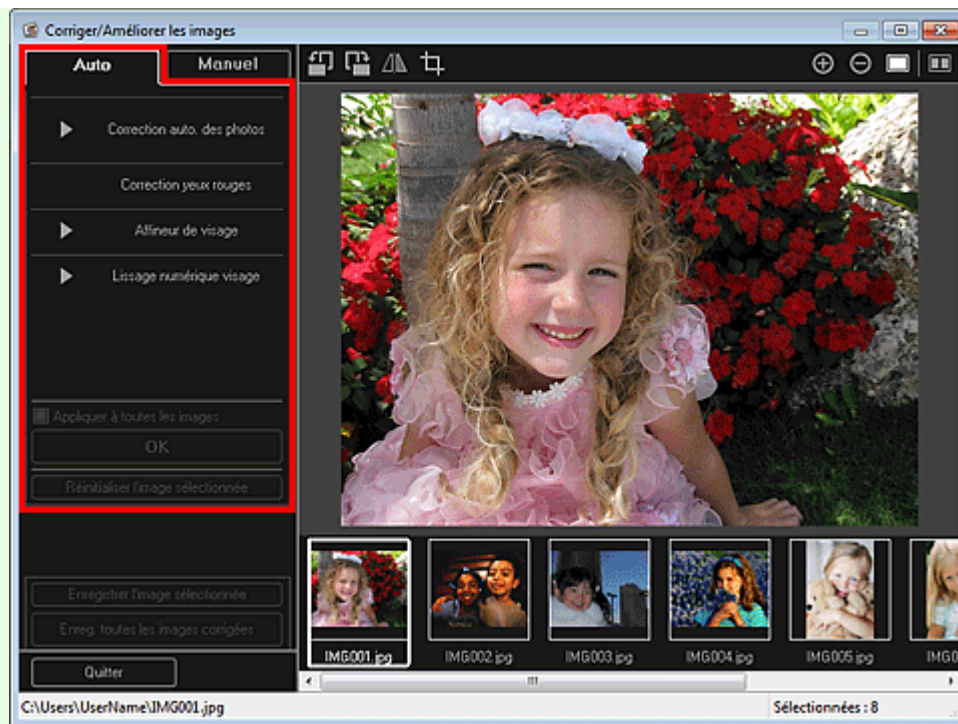 Corriger/Améliorer les images
Auto
Manuel
Correction auto. des photos
Correction yeux rouges
Affineur de visage
Lissage numérique visage
Appliquer à toutes les images
OK
Réinitialiser l'image sélectionnée
Enregistrer l'image sélectionnée
Enreg. toutes les images corrigées
Quitter
IMG001.jpg
IMG002.jpg
IMG003.jpg
IMG004.jpg
IMG005.jpg
IMG0
C:\Users\UserName\IMG001.jpg
Sélectionnées : 8